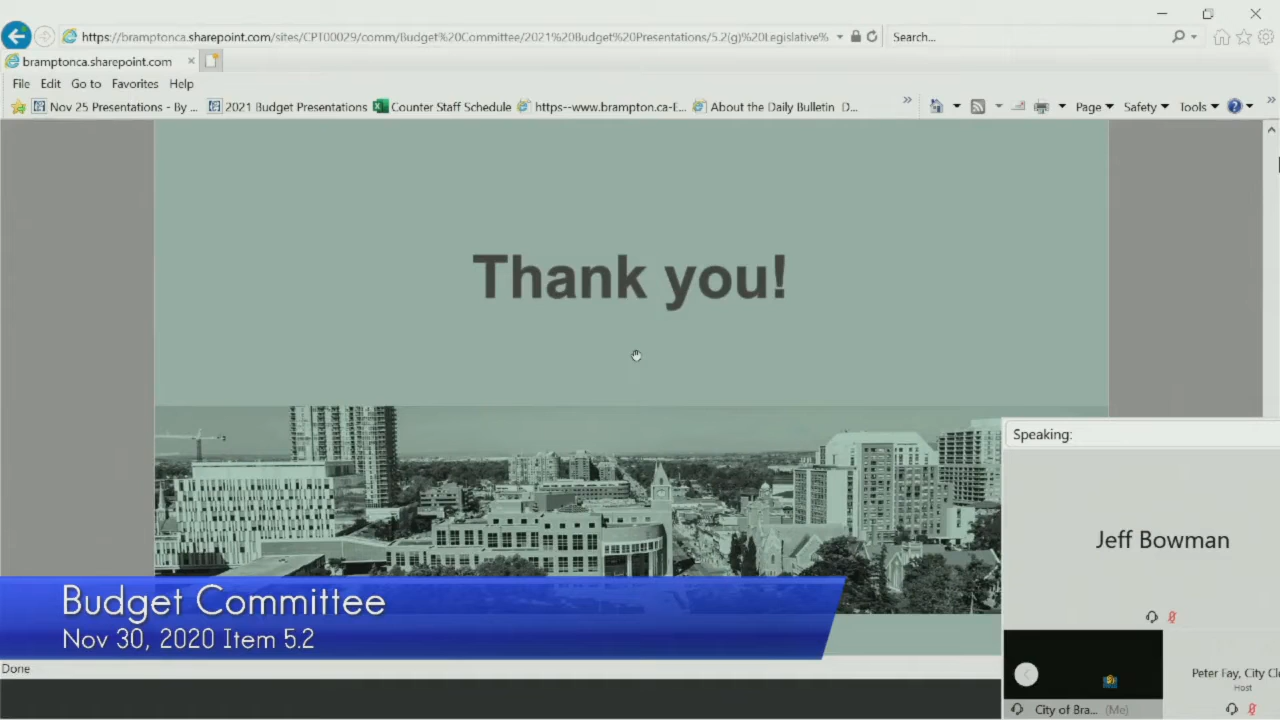 https://bramptonca.sharepoint.com/sites/CPT00029/comm/Budget%20Committee/2021%20Budget%20Presentations/5.2(g)%20Legislative%
Search...
bramptonca.sharepoint.com
File Edit Go to Favorites Help
Nov 25 Presentations - By ... 2021 Budget Presentations Counter Staff Schedule https--www.brampton.ca-E... About the Daily Bulletin D... Page Safety Tools
Thank you!
Speaking:
Jeff Bowman
Budget Committee
Nov 30, 2020 Item 5.2
Done
Peter Fay, City Cl
Host
City of Bra... (Me)